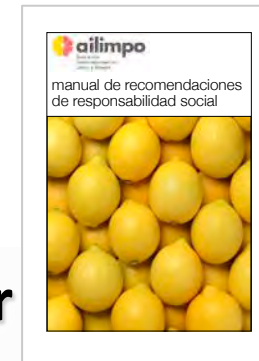 ailimpo
manual de recomendaciones
de responsabilidad social
r